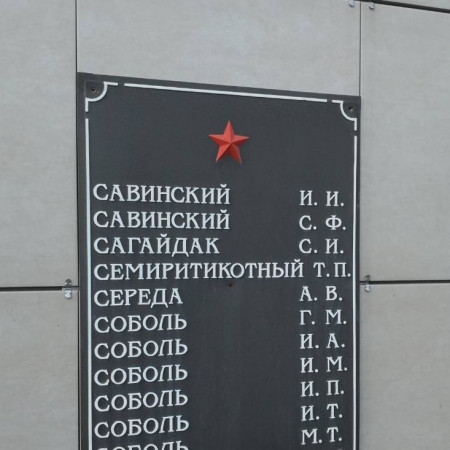 САВИНСКИЙ И. И.
САВИНСКИЙ С. Ф.
САГАЙДАК С. И.
СЕМИРИТИКОТНЫЙ Т. П.
СЕРЕДА А. В.
СОБОЛЬ Г. М.
СОБОЛЬ И. А.
СОБОЛЬ И. М.
СОБОЛЬ И. П.
СОБОЛЬ И. Т.
СОБОЛЬ М. Т.